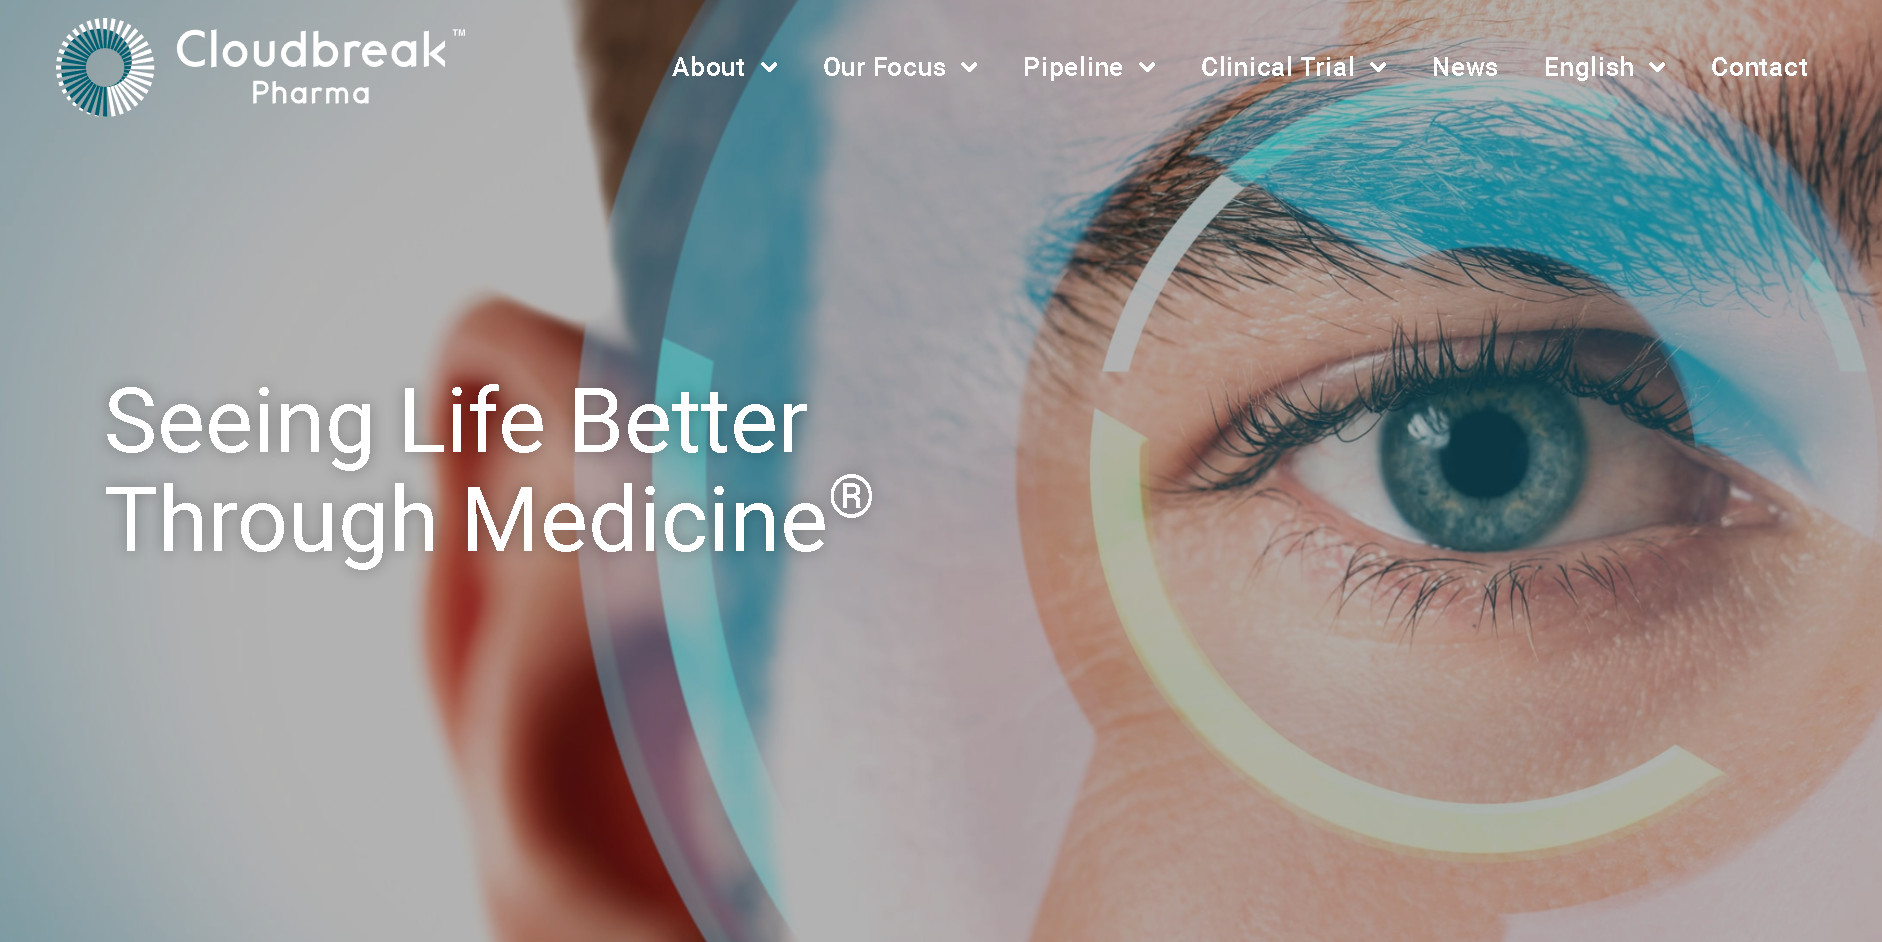 Cloudbreak™
Pharma
About
Our Focus
Pipeline
Clinical Trial
News
English
Contact
Seeing Life Better
Through Medicine®